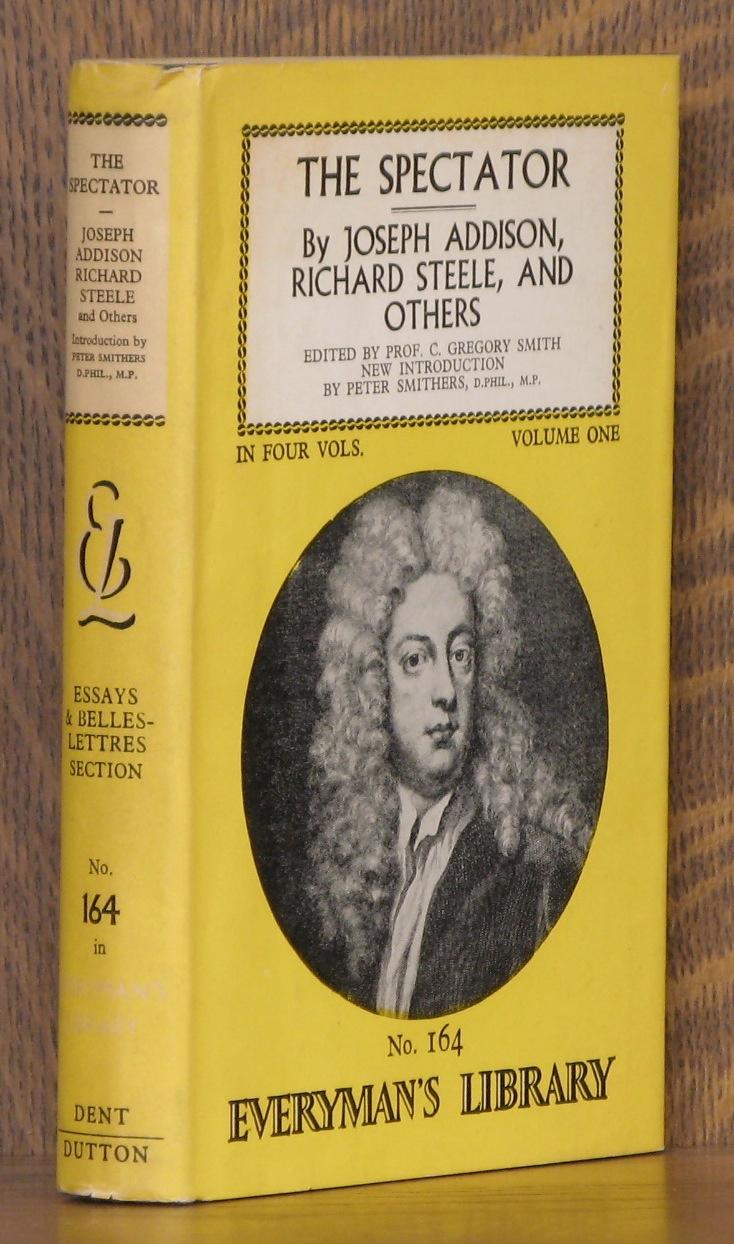 THE
SPECTATOR
JOSEPH
ADDISON
RICHARD
STEELE
and Others
Introduction by
PETER SMITHERS
D.PHIL., M.P.
EL
ESSAYS
& BELLES-
LETTRES
SECTION
No.
164
in
DENT
DUTTON
THE SPECTATOR
By JOSEPH ADDISON,
RICHARD STEELE, AND
OTHERS
EDITED BY PROF. C. GREGORY SMITH
NEW INTRODUCTION
BY PETER SMITHERS, D.PHIL., M.P.
IN FOUR VOLS. VOLUME ONE
No. 164
EVERYMAN'S LIBRARY